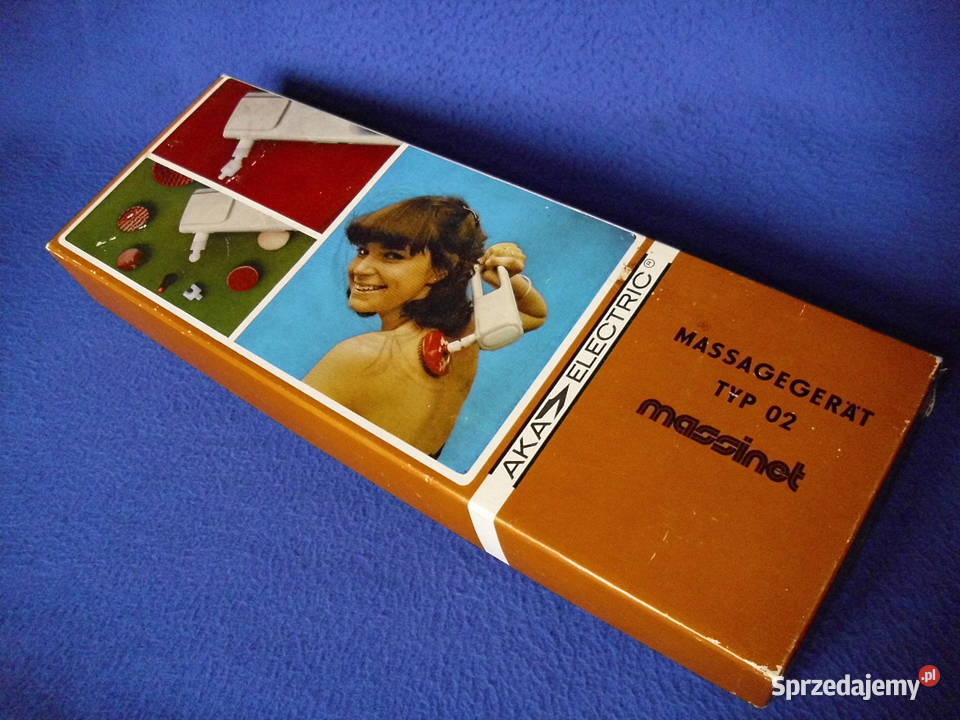 AKA ELECTRIC®
MASSAGEGERÄT
TYP 02
massinet
Sprzedajemy.pl